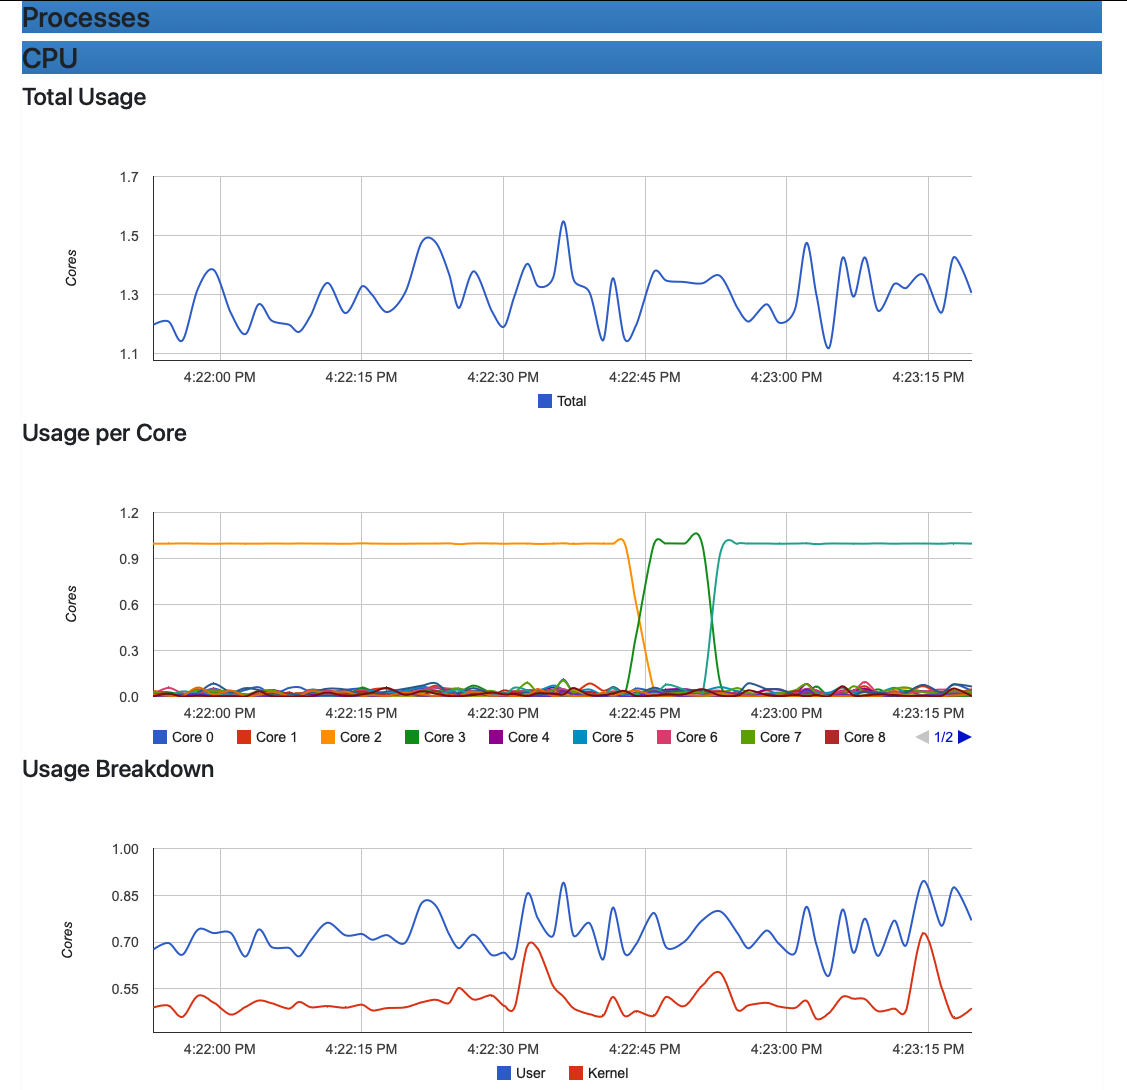 Processes
CPU
Total Usage
1.7
1.5
1.3
1.1
Cores
4:22:00 PM 4:22:15 PM 4:22:30 PM 4:22:45 PM 4:23:00 PM 4:23:15 PM
Total
Usage per Core
1.2
0.9
0.6
0.3
0.0
Cores
4:22:00 PM 4:22:15 PM 4:22:30 PM 4:22:45 PM 4:23:00 PM 4:23:15 PM
Core 0 Core 1 Core 2 Core 3 Core 4 Core 5 Core 6 Core 7 Core 8 1/2
Usage Breakdown
1.00
0.85
0.70
0.55
Cores
4:22:00 PM 4:22:15 PM 4:22:30 PM 4:22:45 PM 4:23:00 PM 4:23:15 PM
User Kernel